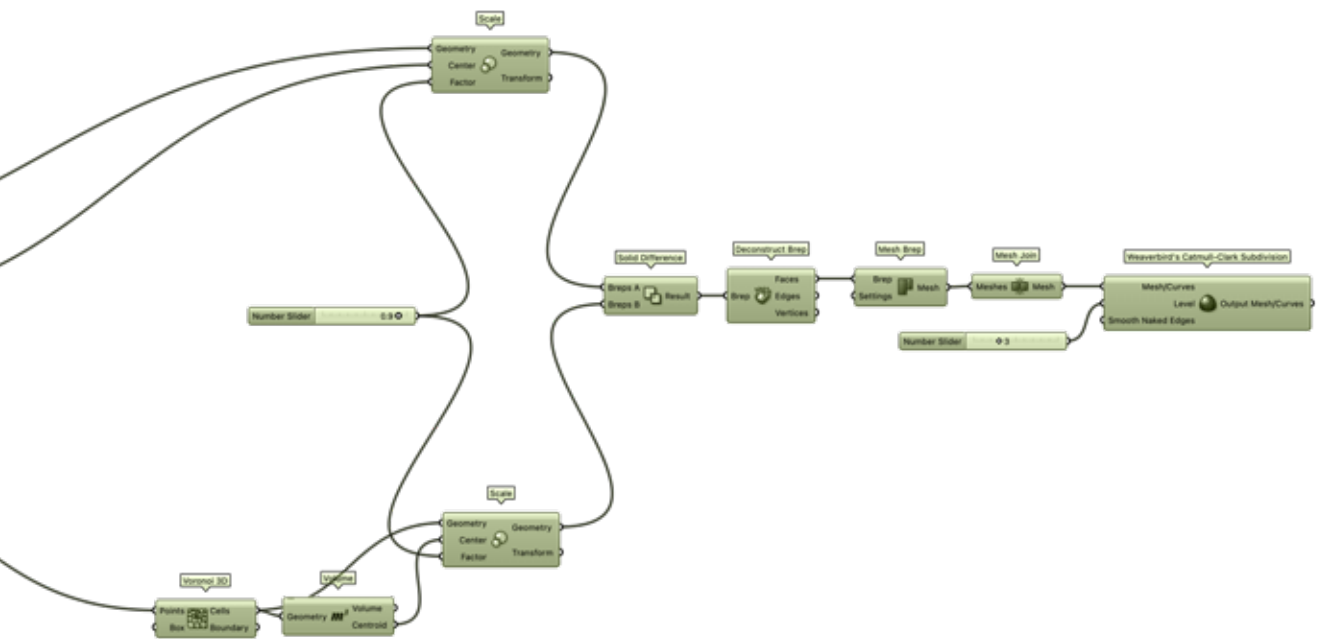 Scale
Geometry
Center
Factor
Geometry
Transform
Number Slider 0.9
Solid Difference
Breps A
Breps B
Result
Deconstruct Brep
Brep
Faces
Edges
Vertices
Mesh Brep
Brep
Settings
Mesh
Mesh Join
Meshes Mesh
Weaverbird's Catmull-Clark Subdivision
Mesh/Curves
Level
Smooth Naked Edges
Output Mesh/Curves
Number Slider 3
Scale
Geometry
Center
Factor
Geometry
Transform
Voronoi 3D
Points
Box
Cells
Boundary
Volume
Geometry
m³
Volume
Centroid